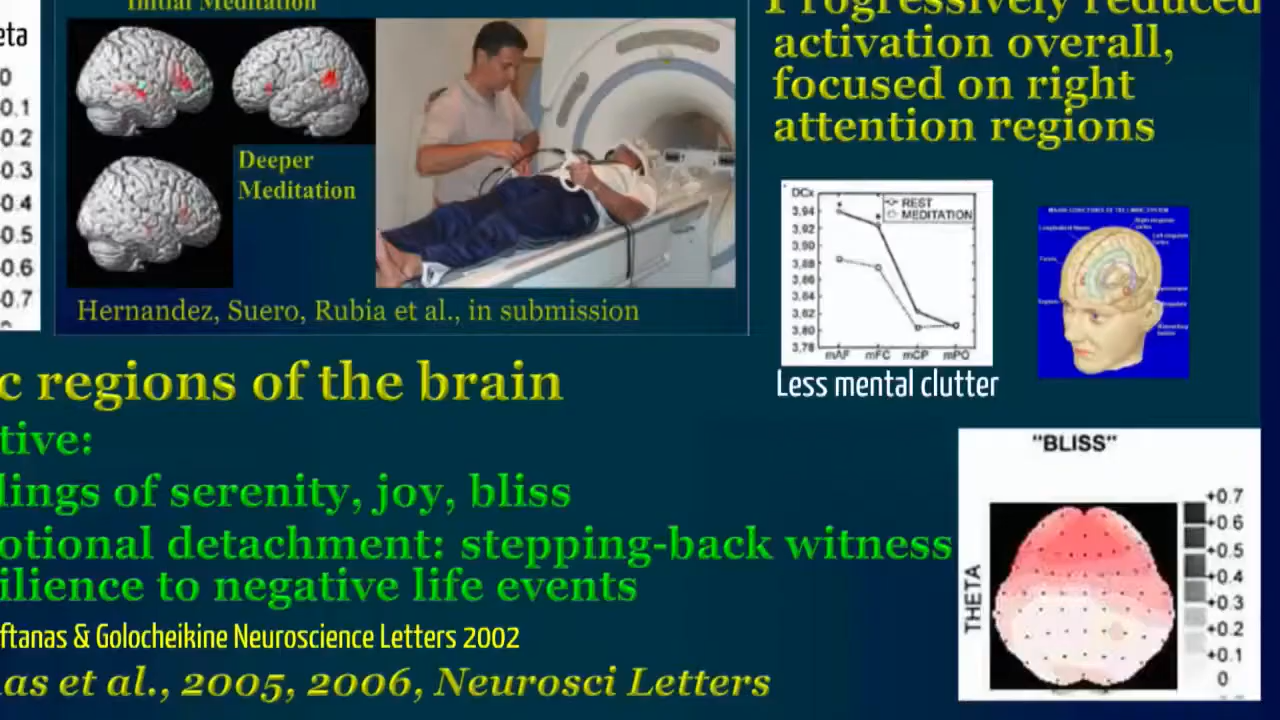 Initial Meditation
Progressively reduced
activation overall,
focused on right
attention regions
eta
0
0.1
0.2
0.3
0.4
0.5
0.6
0.7
Deeper
Meditation
Hernandez, Suero, Rubia et al., in submission
DCx
REST
MEDITATION
3,94
3,92
3,90
3,88
3,86
3,84
3,82
3,80
3,78
mAF mFC mCP mPO
Less mental clutter
c regions of the brain
tive:
lings of serenity, joy, bliss
otional detachment: stepping-back witness
ilience to negative life events
ftanas & Golocheikine Neuroscience Letters 2002
as et al., 2005, 2006, Neurosci Letters
"BLISS"
THETA
+0.7
+0.6
+0.5
+0.4
+0.3
+0.2
+0.1
0